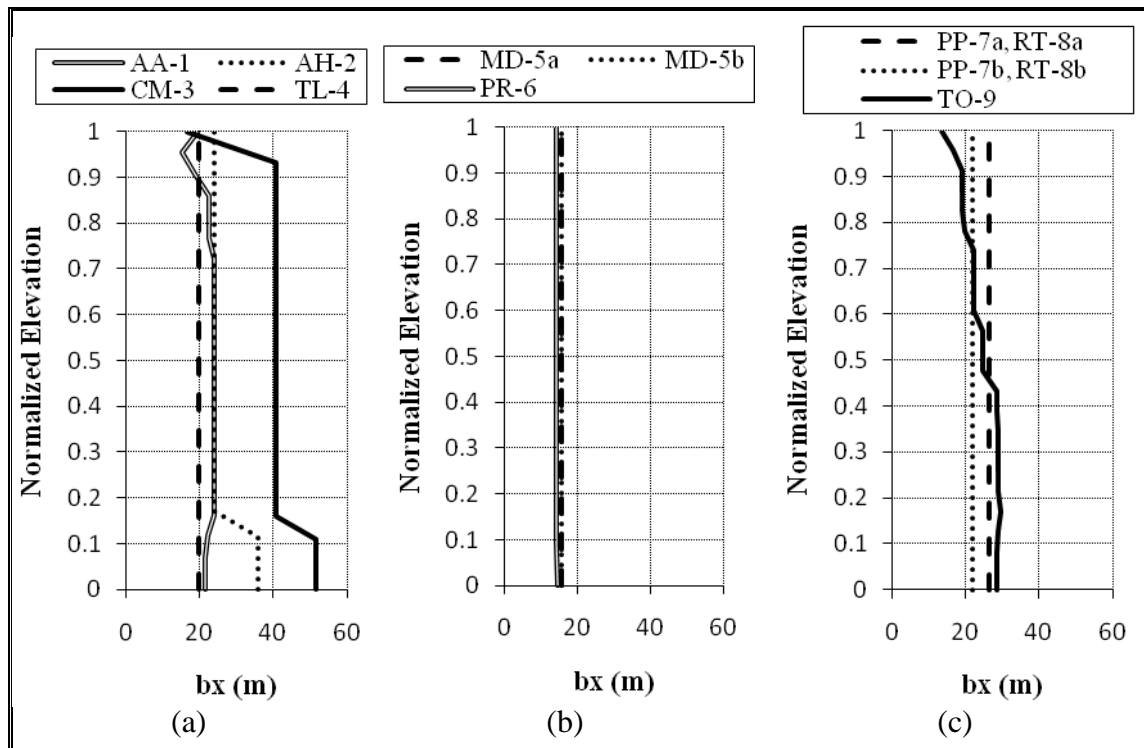 AA-1 AH-2
CM-3 TL-4
Normalized Elevation
1
0.9
0.8
0.7
0.6
0.5
0.4
0.3
0.2
0.1
0
0 20 40 60
bx (m)
(a)
MD-5a MD-5b
PR-6
Normalized Elevation
1
0.9
0.8
0.7
0.6
0.5
0.4
0.3
0.2
0.1
0
0 20 40 60
bx (m)
(b)
PP-7a, RT-8a
PP-7b, RT-8b
TO-9
Normalized Elevation
1
0.9
0.8
0.7
0.6
0.5
0.4
0.3
0.2
0.1
0
0 20 40 60
bx (m)
(c)